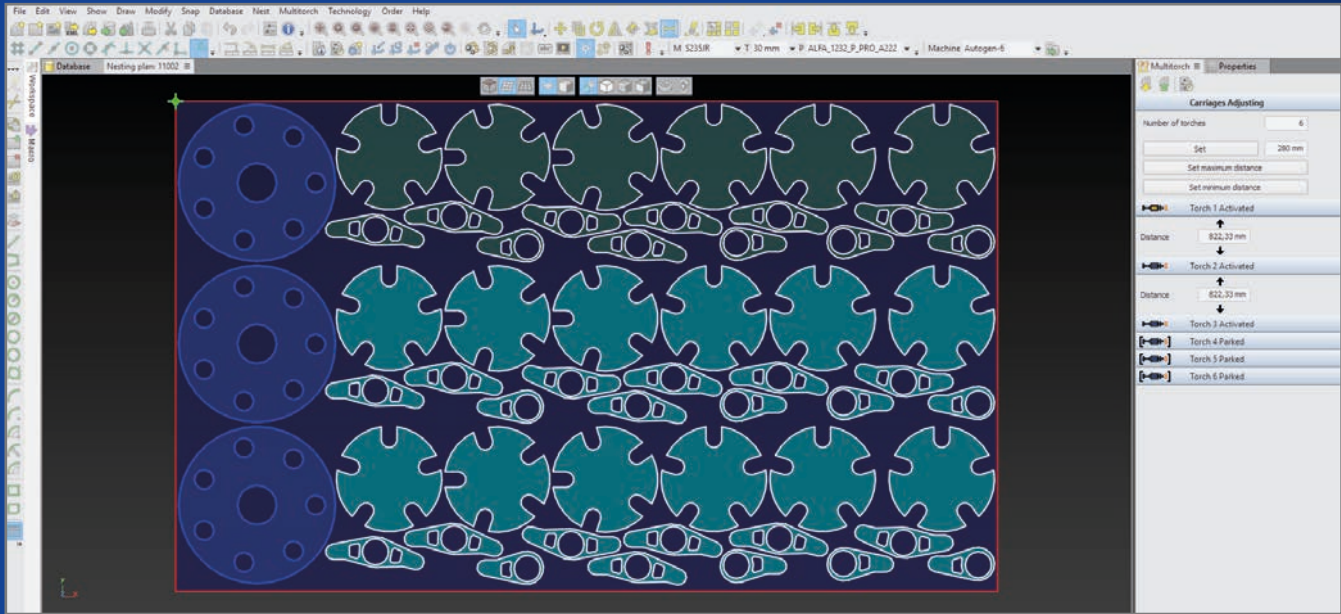 File Edit View Show Draw Modify Snap Database Nest Multitorch Technology Order Help
M S235JR T 30 mm P ALFA_1232_P_PRO_A222 Machine Autogen-6
Database Nesting plan: 11002
Multitorch Properties
Workspace
Macro
Carriages Adjusting
Number of torches 6
Set 280 mm
Set maximum distance
Set minimum distance
Torch 1 Activated
Distance 822,33 mm
Torch 2 Activated
Distance 822,33 mm
Torch 3 Activated
Torch 4 Parked
Torch 5 Parked
Torch 6 Parked
Y
X